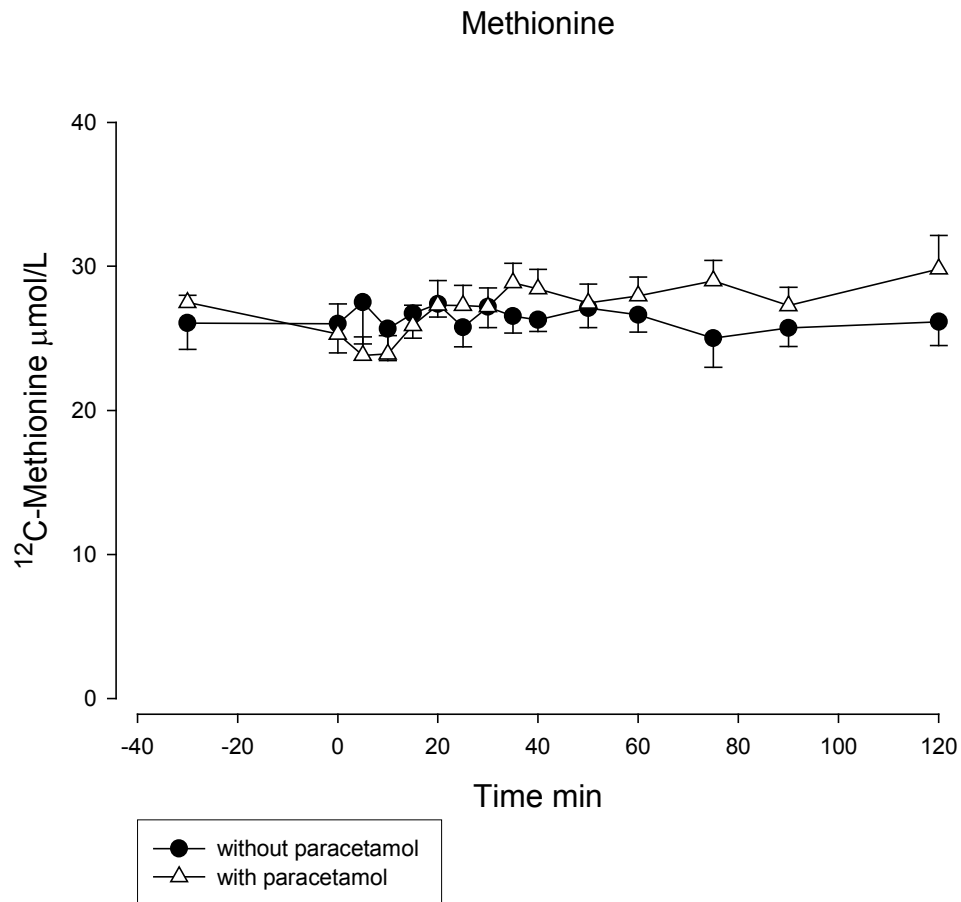 Methionine
40
30
20
10
0
¹²C-Methionine μmol/L
-40 -20 0 20 40 60 80 100 120
Time min
without paracetamol
with paracetamol